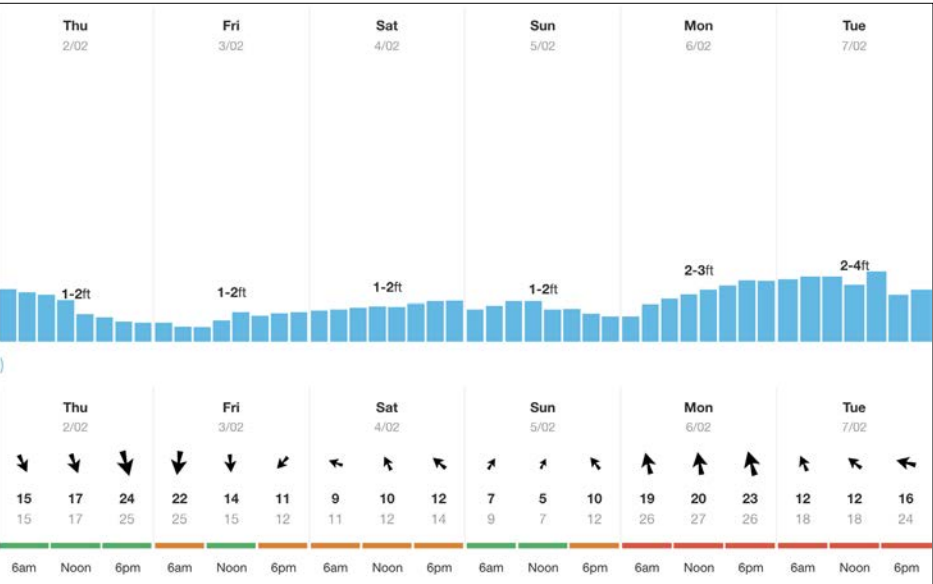 Thu Fri Sat Sun Mon Tue
2/02 3/02 4/02 5/02 6/02 7/02
1-2ft 1-2ft 1-2ft 1-2ft 2-3ft 2-4ft
)
Thu Fri Sat Sun Mon Tue
2/02 3/02 4/02 5/02 6/02 7/02
15 17 24 22 14 11 9 10 12 7 5 10 19 20 23 12 12 16
15 17 25 25 15 12 11 12 14 9 7 12 26 27 26 18 18 24
6am Noon 6pm 6am Noon 6pm 6am Noon 6pm 6am Noon 6pm 6am Noon 6pm 6am Noon 6pm